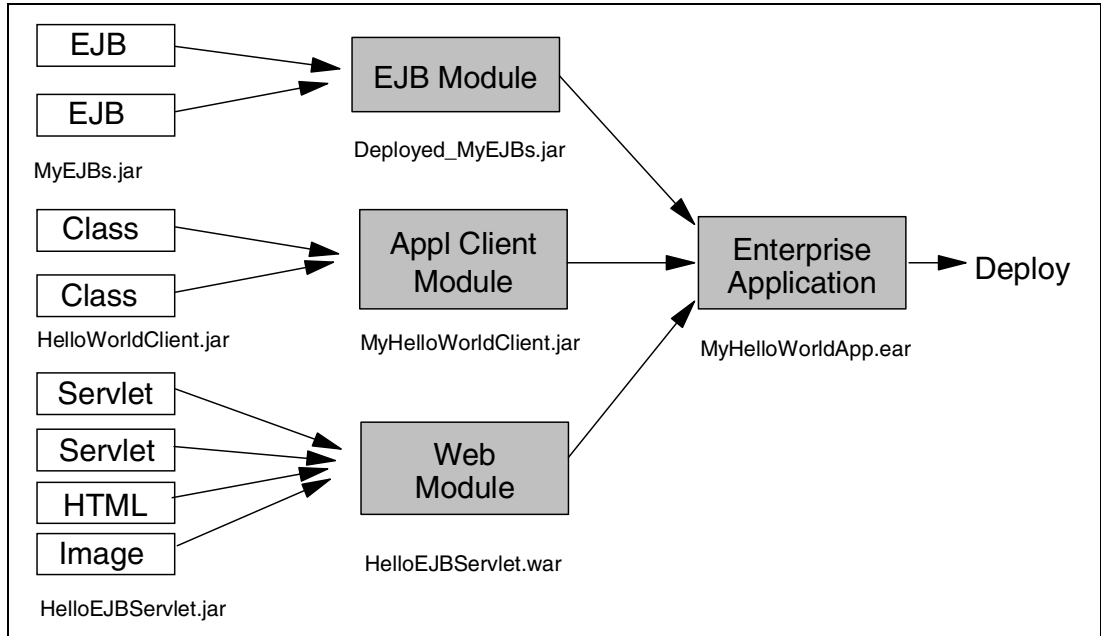 EJB
EJB
MyEJBs.jar
EJB Module
Deployed_MyEJBs.jar
Class
Class
HelloWorldClient.jar
Appl Client
Module
MyHelloWorldClient.jar
Enterprise
Application
MyHelloWorldApp.ear
Deploy
Servlet
Servlet
HTML
Image
HelloEJBServlet.jar
Web
Module
HelloEJBServlet.war